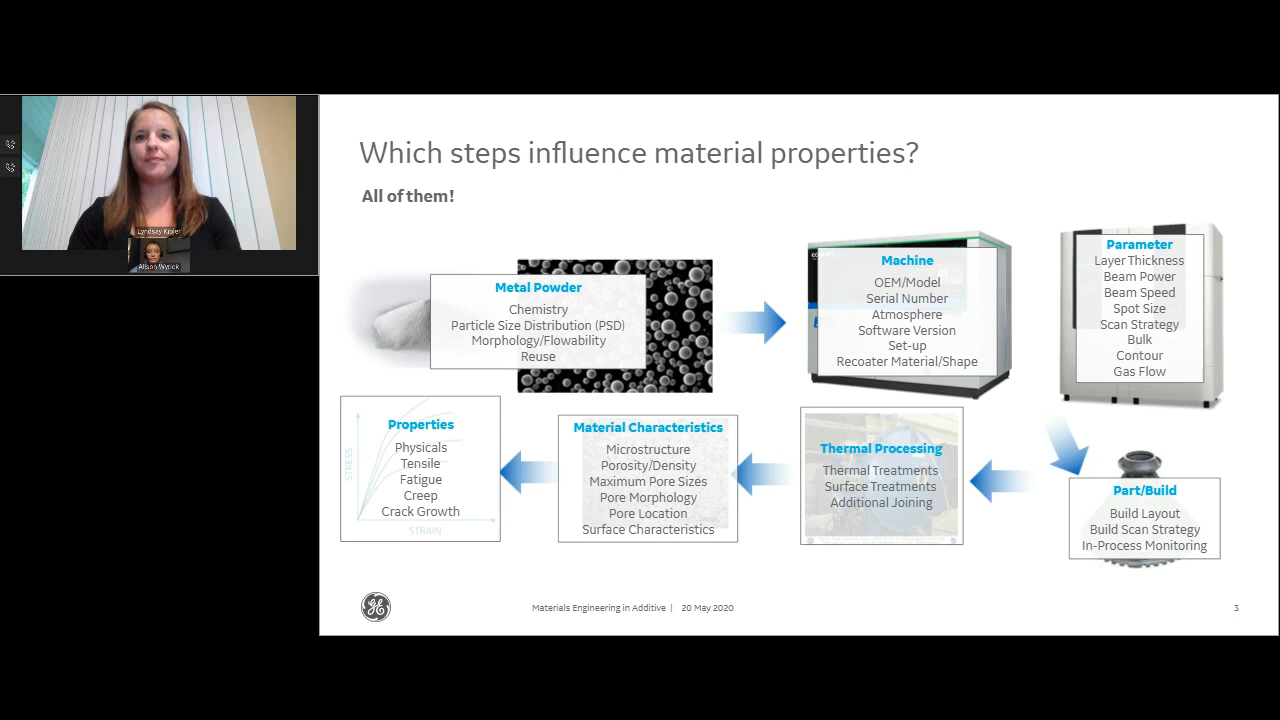 Lyndsay Kibler
Alison Wyrick
Which steps influence material properties?
All of them!
Metal Powder
Chemistry
Particle Size Distribution (PSD)
Morphology/Flowability
Reuse
Machine
OEM/Model
Serial Number
Atmosphere
Software Version
Set-up
Recoater Material/Shape
Parameter
Layer Thickness
Beam Power
Beam Speed
Spot Size
Scan Strategy
Bulk
Contour
Gas Flow
Properties
Physicals
Tensile
Fatigue
Creep
Crack Growth
STRESS
STRAIN
Material Characteristics
Microstructure
Porosity/Density
Maximum Pore Sizes
Pore Morphology
Pore Location
Surface Characteristics
Thermal Processing
Thermal Treatments
Surface Treatments
Additional Joining
Part/Build
Build Layout
Build Scan Strategy
In-Process Monitoring
GE
Materials Engineering in Additive | 20 May 2020
3